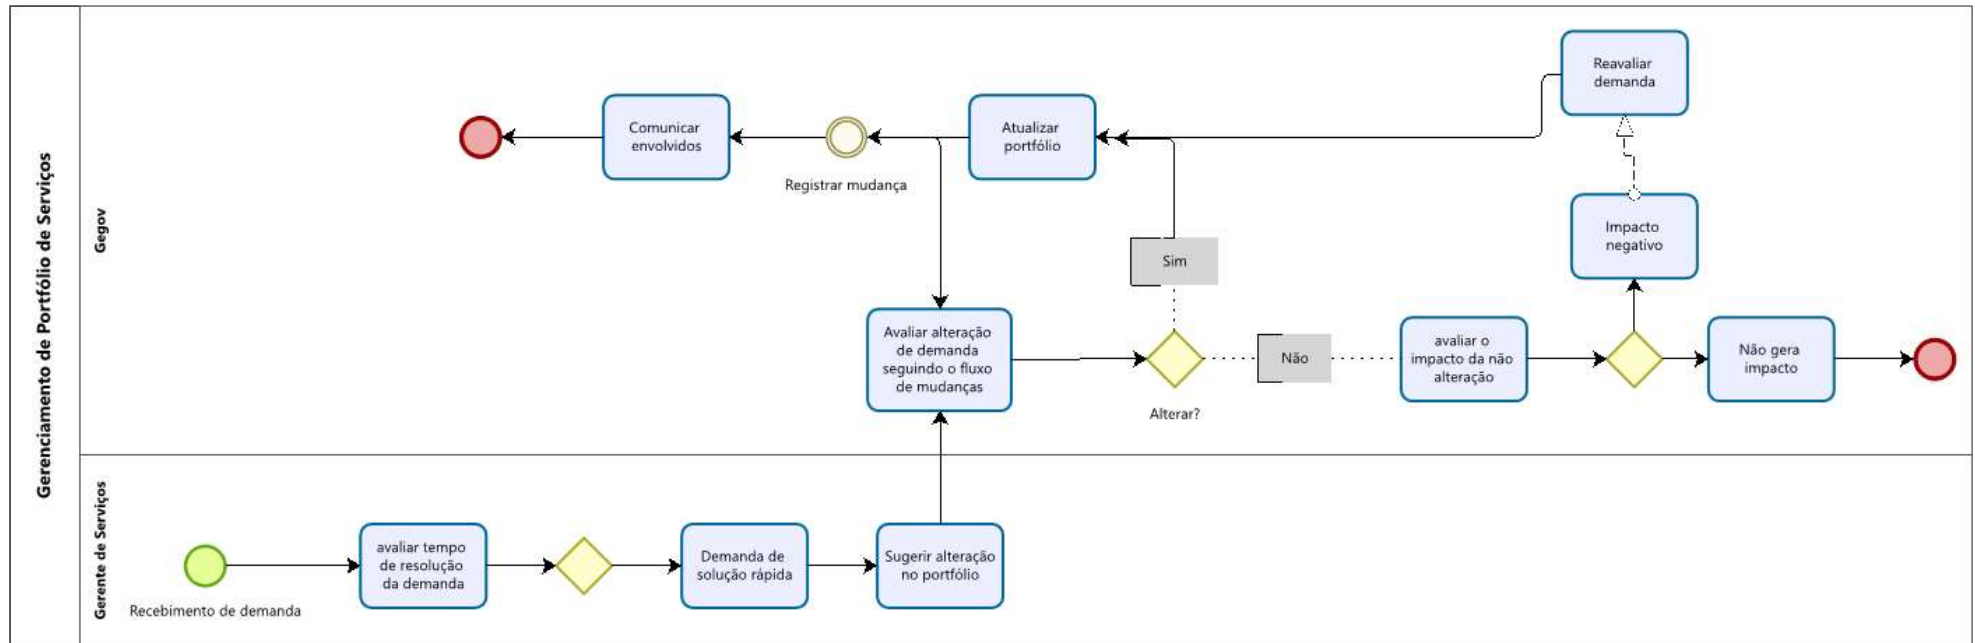 Gerenciamento de Portfólio de Serviços
Gegov
Reavaliar
demanda
Comunicar
envolvidos
Registrar mudança
Atualizar
portfólio
Sim
Impacto
negativo
Avaliar alteração
de demanda
seguindo o fluxo
de mudanças
Alterar?
Não
avaliar o
impacto da não
alteração
Não gera
impacto
Gerente de Serviços
Recebimento de demanda
avaliar tempo
de resolução
da demanda
Demanda de
solução rápida
Sugerir alteração
no portfólio